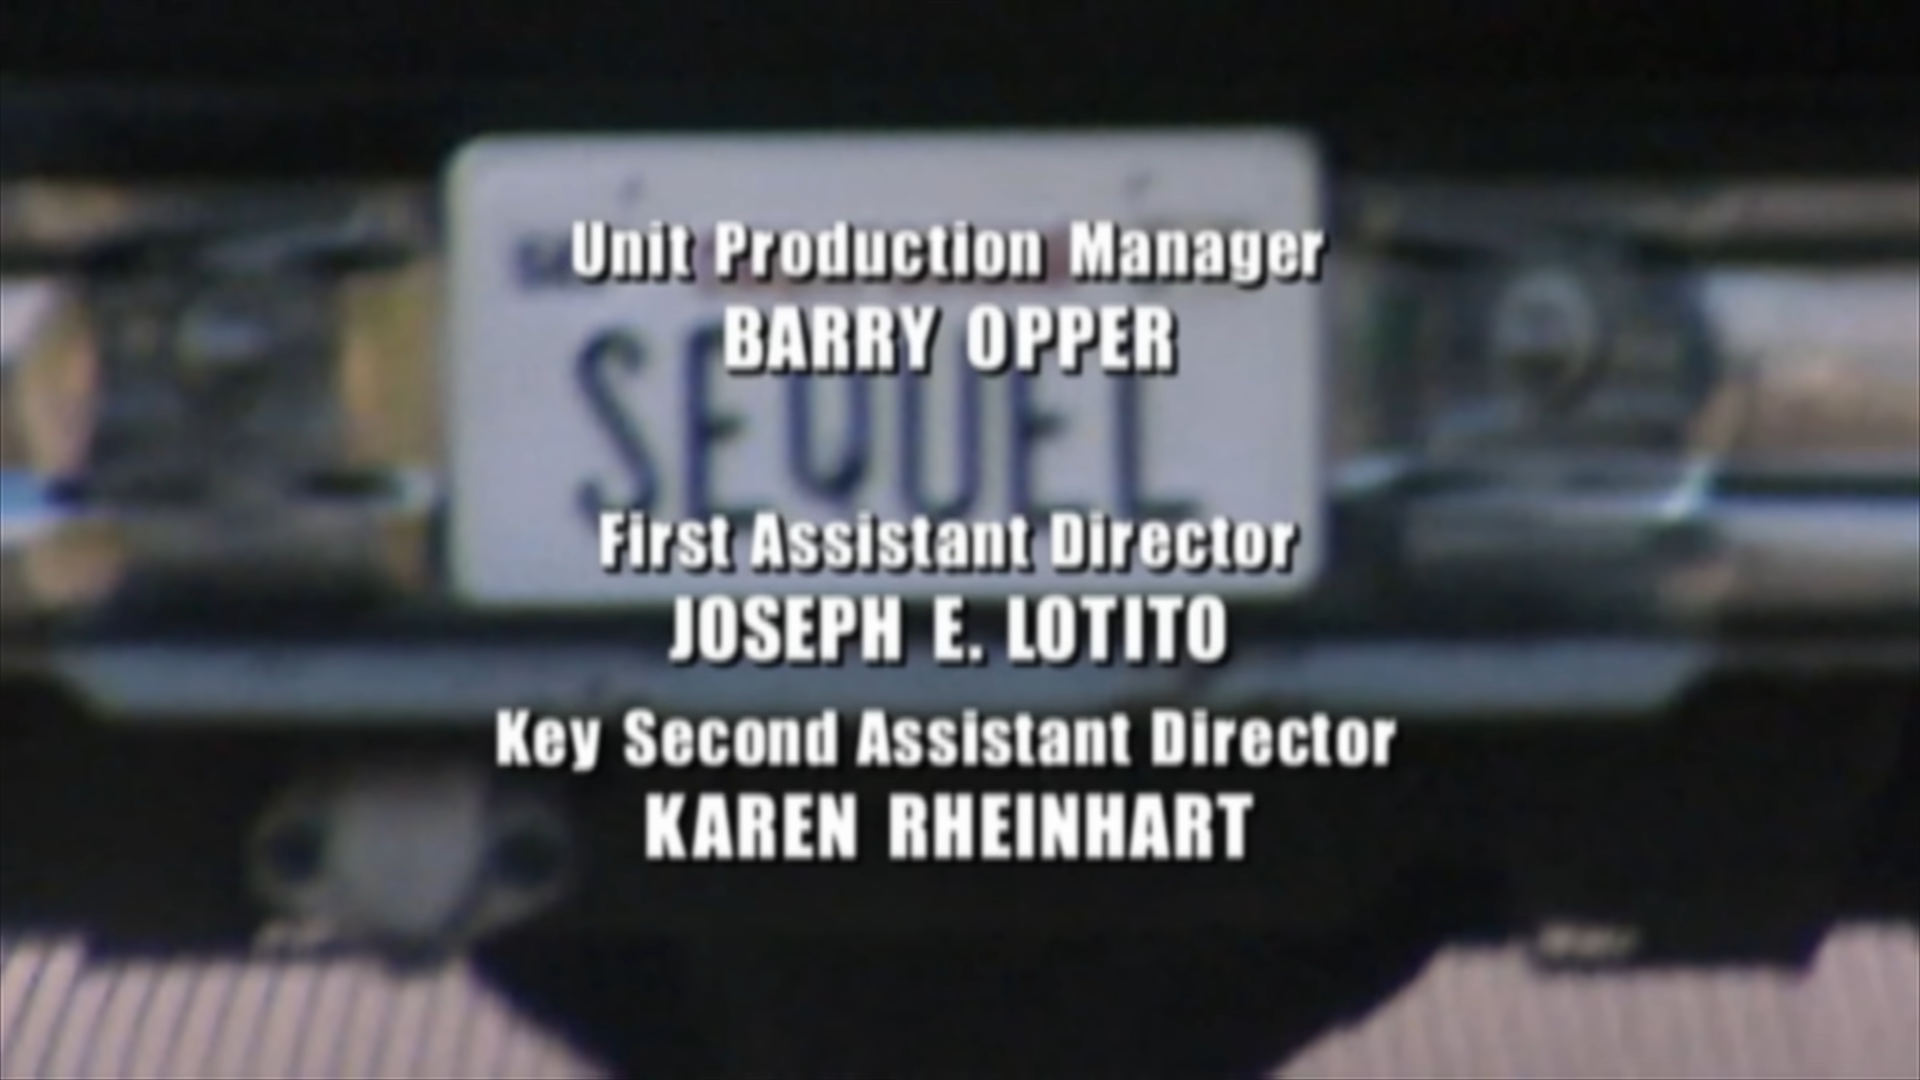 Unit Production Manager
BARRY OPPER
SEQUEL
First Assistant Director
JOSEPH E. LOTITO
Key Second Assistant Director
KAREN RHEINHART